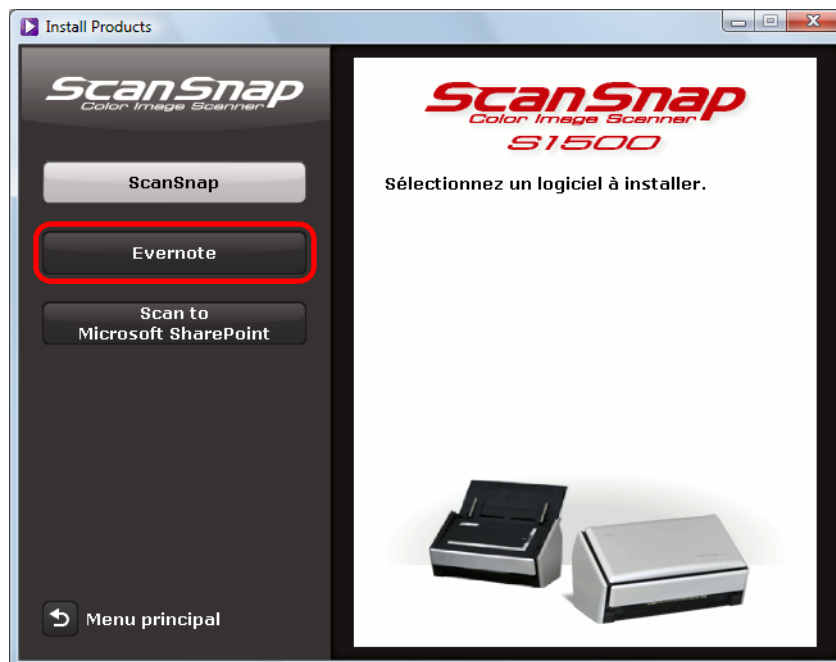 Install Products
ScanSnap
Color Image Scanner
ScanSnap
Evernote
Scan to
Microsoft SharePoint
Menu principal
ScanSnap
Color Image Scanner
S1500
Sélectionnez un logiciel à installer.